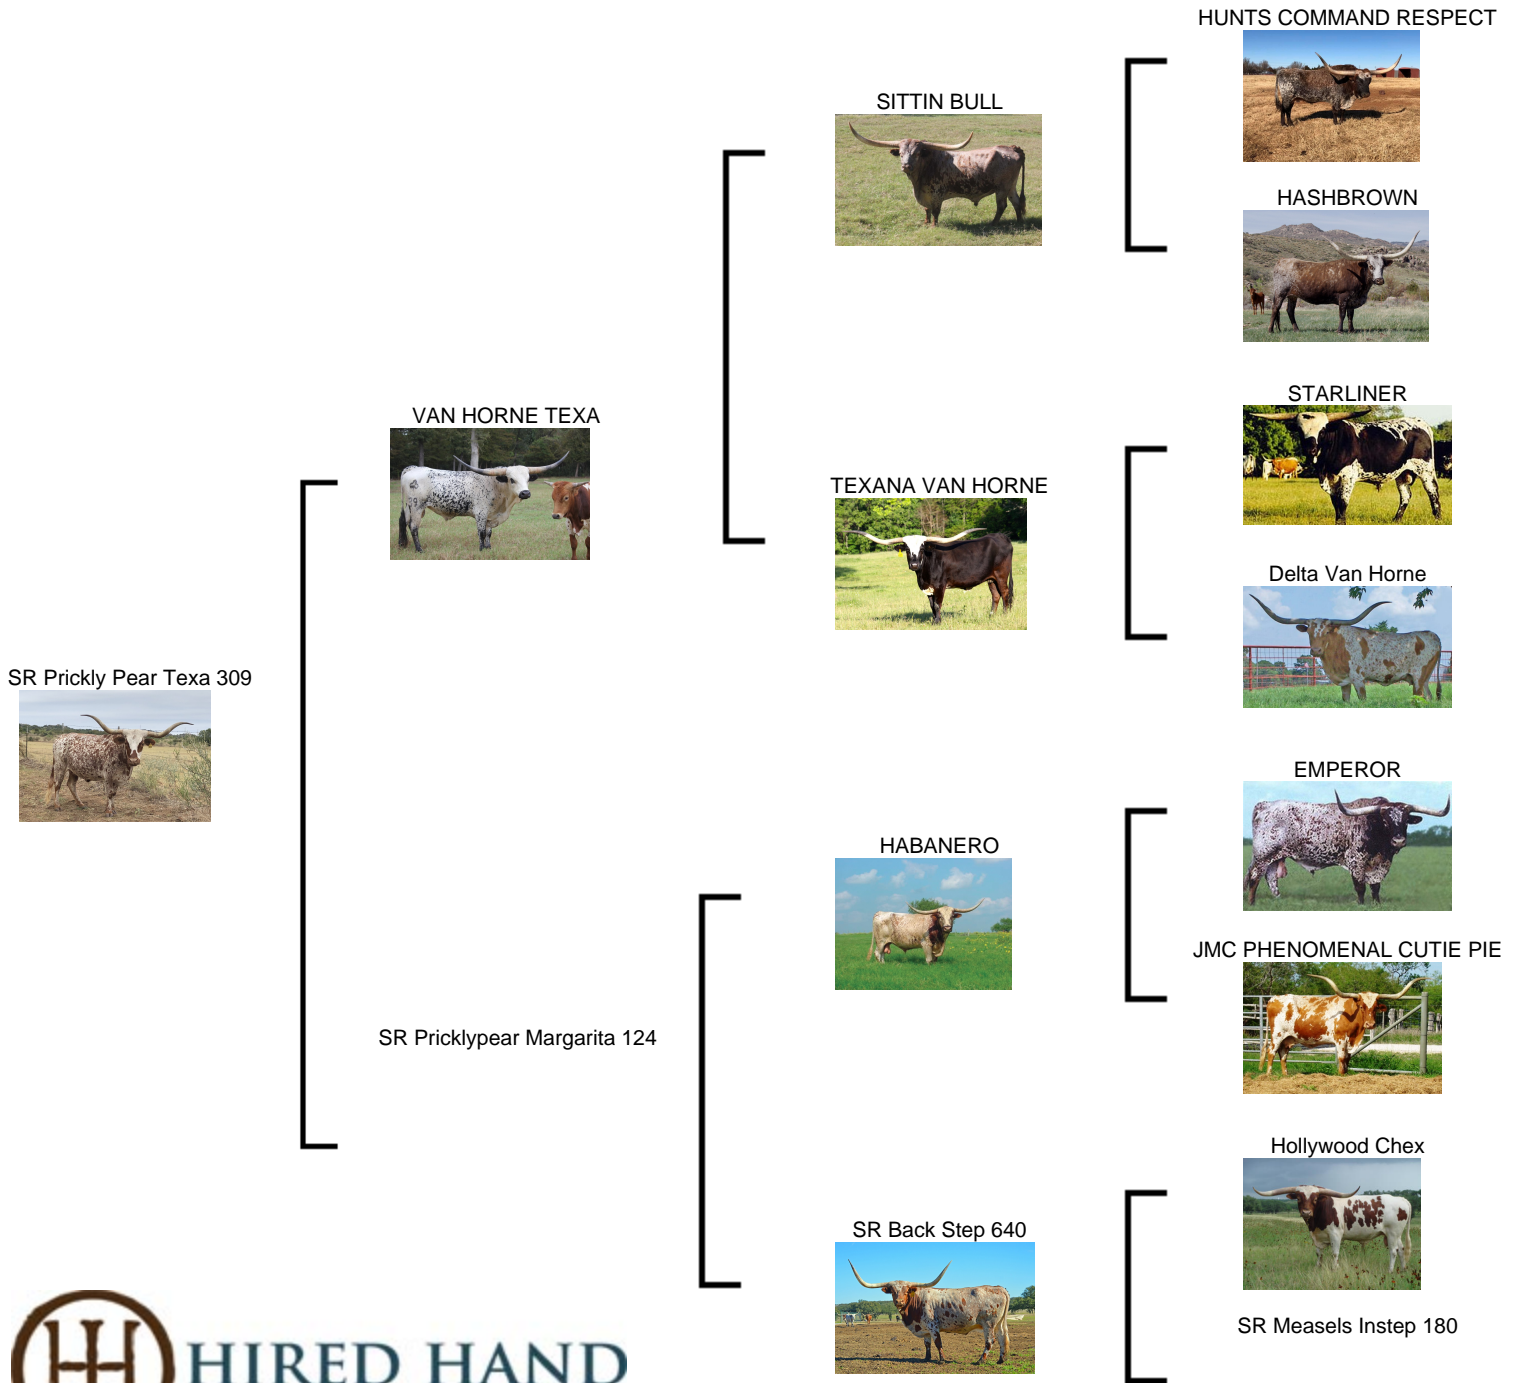 HUNTS COMMAND RESPECT
SITTIN BULL
HASHBROWN
VAN HORNE TEXA
STARLINER
TEXANA VAN HORNE
Delta Van Horne
SR Prickly Pear Texa 309
EMPEROR
HABANERO
JMC PHENOMENAL CUTIE PIE
SR Pricklypear Margarita 124
Hollywood Chex
SR Back Step 640
SR Measels Instep 180
HIRED HAND